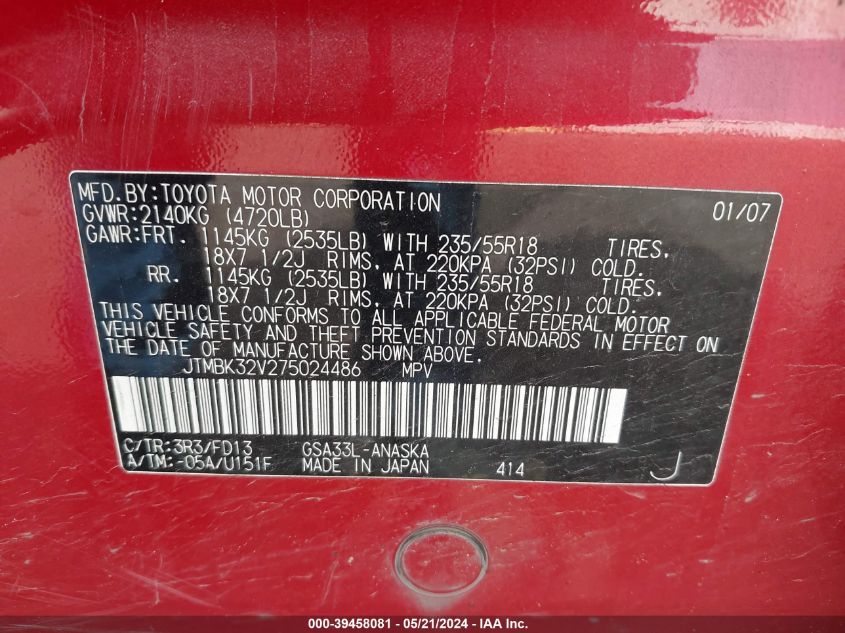 MFD.BY:TOYOTA MOTOR CORPORATION 01/07
GVWR:2140KG (4720LB)
GAWR:FRT. 1145KG (2535LB) WITH 235/55R18 TIRES,
18X7 1/2J RIMS, AT 220KPA (32PSI) COLD.
RR. 1145KG (2535LB) WITH 235/55R18 TIRES,
18X7 1/2J RIMS, AT 220KPA (32PSI) COLD.
THIS VEHICLE CONFORMS TO ALL APPLICABLE FEDERAL MOTOR
VEHICLE SAFETY AND THEFT PREVENTION STANDARDS IN EFFECT ON
THE DATE OF MANUFACTURE SHOWN ABOVE.
JTMBK32V275024486 MPV
C/TR:3R3/FD13 GSA33L-ANASKA
A/TM:-05A/U151F MADE IN JAPAN 414 J
000-39458081 - 05/21/2024 - IAA Inc.